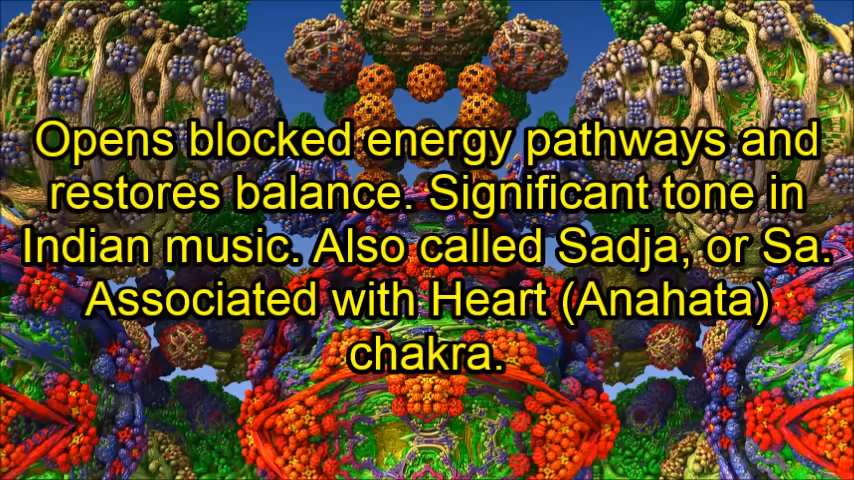 Opens blocked energy pathways and
restores balance. Significant tone in
Indian music. Also called Sadja, or Sa.
Associated with Heart (Anahata)
chakra.